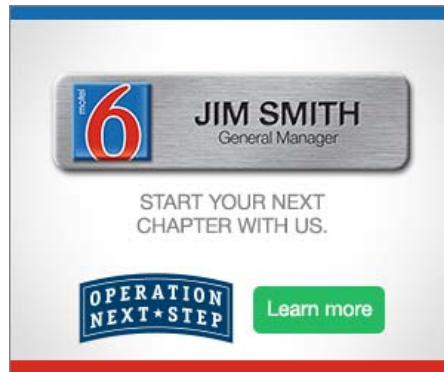 motel
6
JIM SMITH
General Manager
START YOUR NEXT
CHAPTER WITH US.
OPERATION
NEXT★STEP
Learn more